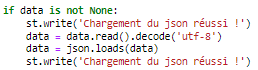 if data is not None:
    st.write('Chargement du json réussi !')
    data = data.read().decode('utf-8')
    data = json.loads(data)
    st.write('Chargement du json réussi !')